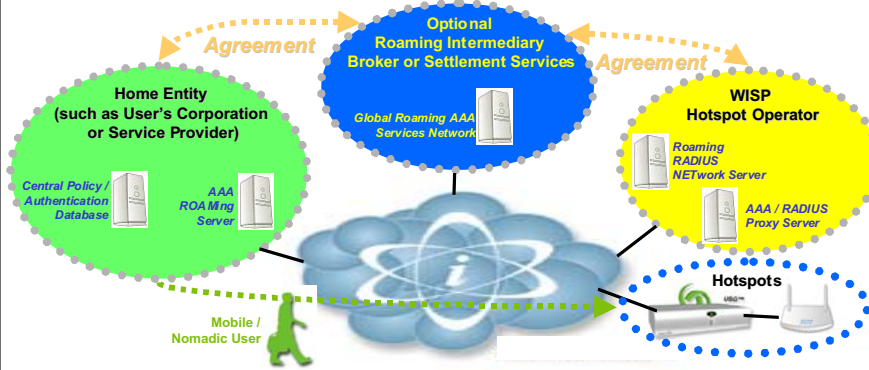 Optional
Roaming Intermediary
Broker or Settlement Services
Agreement
Agreement
Home Entity
(such as User's Corporation
or Service Provider)
WISP
Hotspot Operator
Global Roaming AAA
Services Network
Roaming
RADIUS
NETwork Server
Central Policy /
Authentication
Database
AAA
ROAMing
Server
AAA / RADIUS
Proxy Server
i
Hotspots
USG™
Mobile /
Nomadic User